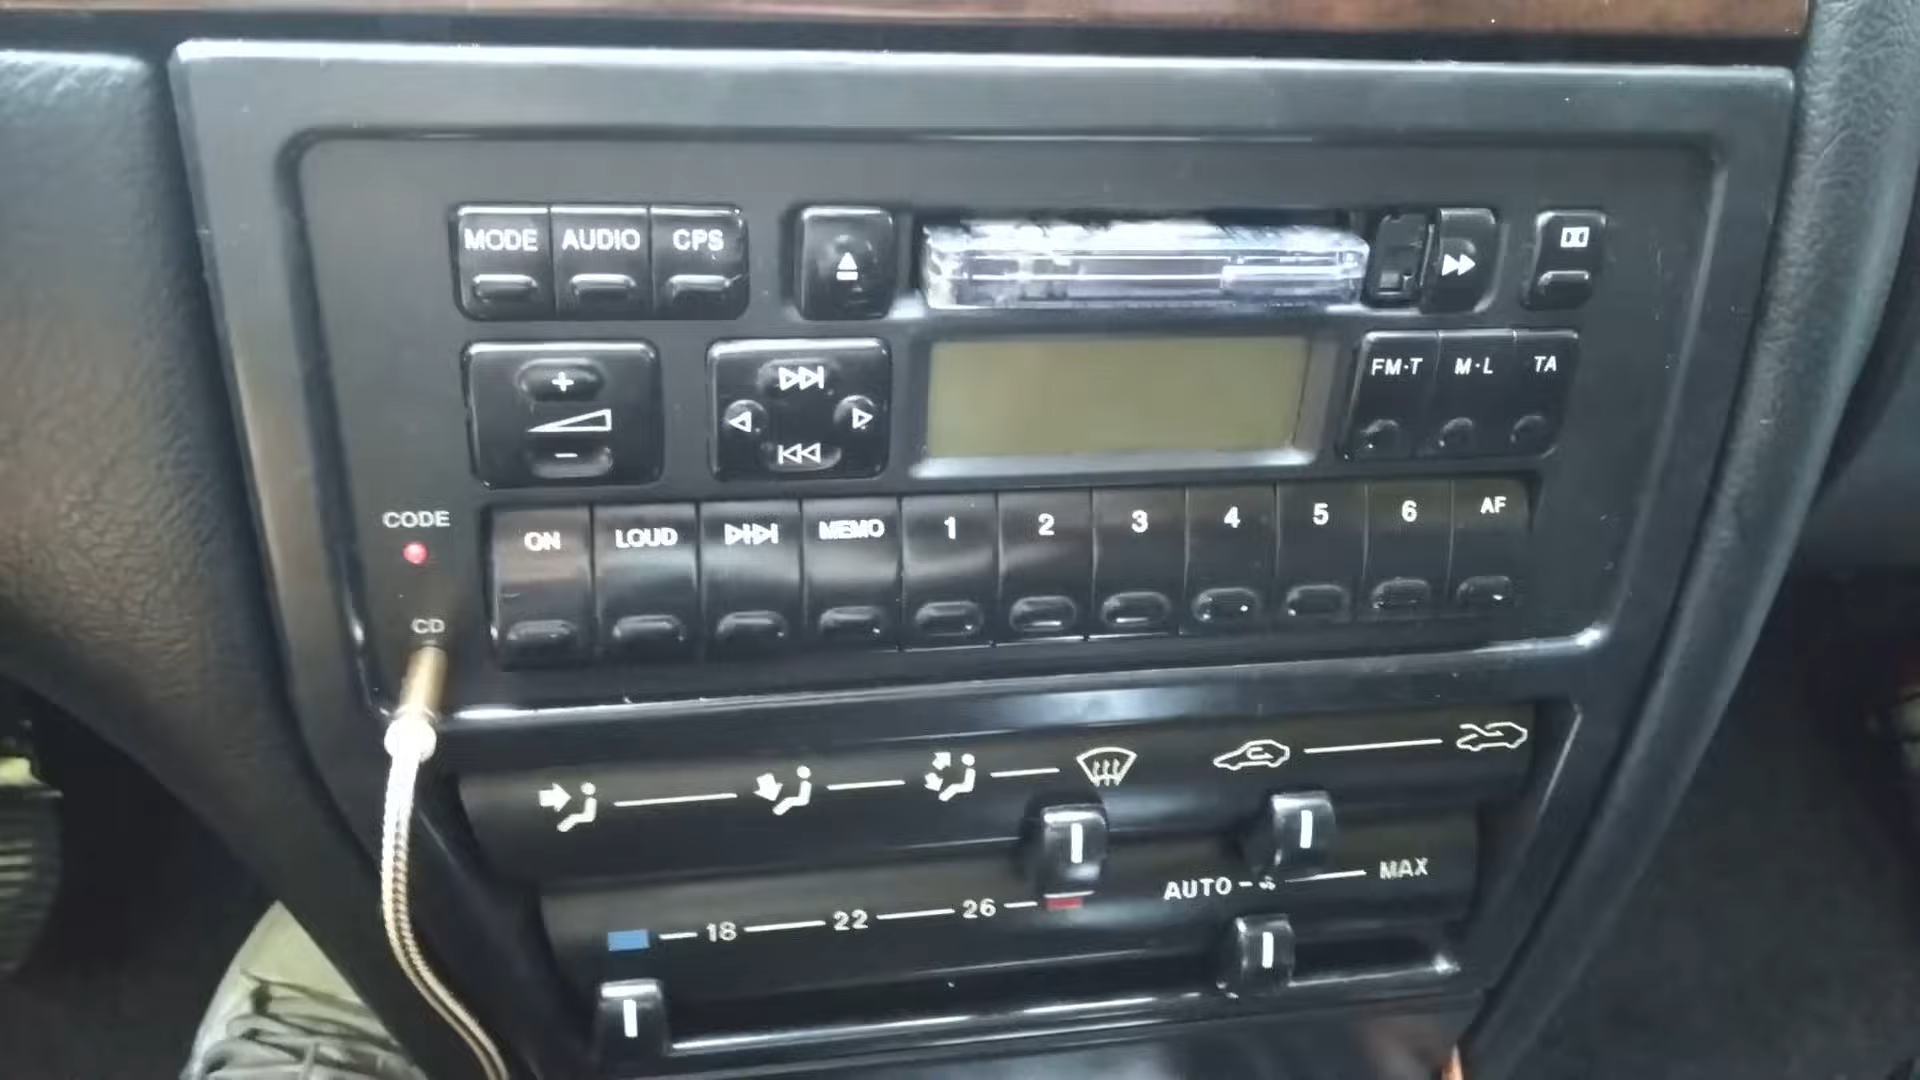 MODE AUDIO CPS
FM·T M·L TA
+
−
CODE
ON LOUD MEMO 1 2 3 4 5 6 AF
CD
AUTO MAX
18 22 26